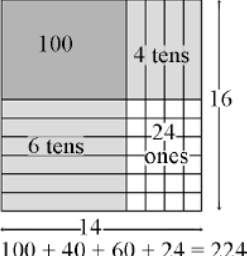 100
4 tens
16
6 tens
24
ones
14
100 + 40 + 60 + 24 = 224